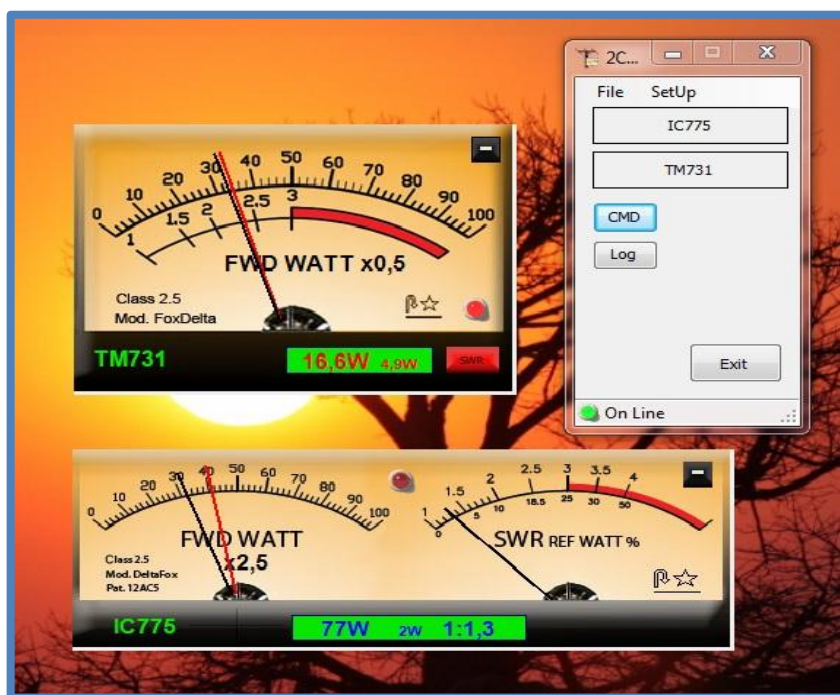 2C...
File SetUp
IC775
TM731
CMD
Log
Exit
On Line
0 10 20 30 40 50 60 70 80 90 100
1 1.5 2 2.5 3
FWD WATT x0,5
Class 2.5
Mod. FoxDelta
TM731 16,6W 4,9W SWR
0 10 20 30 40 50 60 70 80 90 100
FWD WATT
x2,5
Class 2.5
Mod. DeltaFox
Pat. 12AC5
1 1.5 2 2.5 3 3.5 4
0 5 10 18.5 25 30 50
SWR REF WATT %
IC775 77W 2W 1:1,3